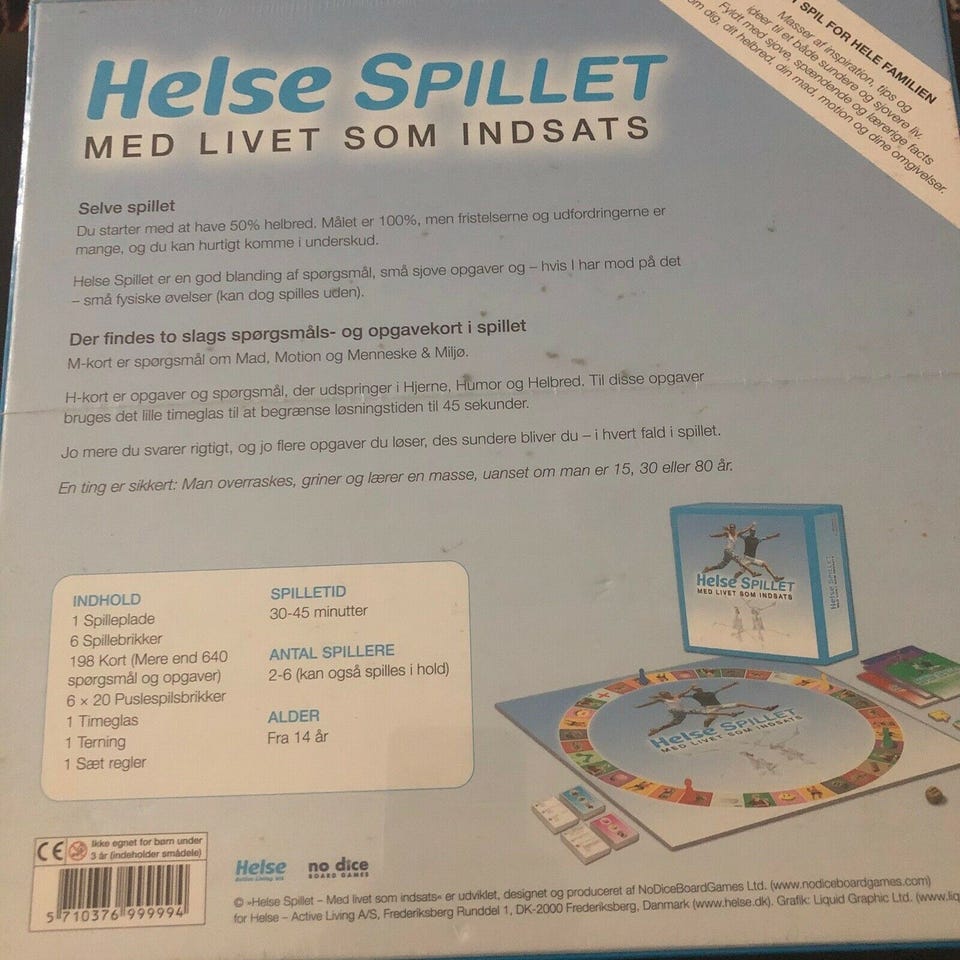 SPIL FOR HELE FAMILIEN
Masser af inspiration, tips og
ideer til et både sundere og sjovere liv.
Fyldt med sjove, spændende og lærerige facts
om dig, dit helbred, din mad, motion og dine omgivelser.
Helse SPILLET
MED LIVET SOM INDSATS
Selve spillet
Du starter med at have 50% helbred. Målet er 100%, men fristelserne og udfordringerne er
mange, og du kan hurtigt komme i underskud.
Helse Spillet er en god blanding af spørgsmål, små sjove opgaver og – hvis I har mod på det
– små fysiske øvelser (kan dog spilles uden).
Der findes to slags spørgsmåls- og opgavekort i spillet
M-kort er spørgsmål om Mad, Motion og Menneske & Miljø.
H-kort er opgaver og spørgsmål, der udspringer i Hjerne, Humor og Helbred. Til disse opgaver
bruges det lille timeglas til at begrænse løsningstiden til 45 sekunder.
Jo mere du svarer rigtigt, og jo flere opgaver du løser, des sundere bliver du – i hvert fald i spillet.
En ting er sikkert: Man overraskes, griner og lærer en masse, uanset om man er 15, 30 eller 80 år.
INDHOLD
1 Spilleplade
6 Spillebrikker
198 Kort (Mere end 640
spørgsmål og opgaver)
6 × 20 Puslespilsbrikker
1 Timeglas
1 Terning
1 Sæt regler
SPILLETID
30-45 minutter
ANTAL SPILLERE
2-6 (kan også spilles i hold)
ALDER
Fra 14 år
Helse SPILLET
MED LIVET SOM INDSATS
Helse SPILLET
Helse SPILLET
MED LIVET SOM INDSATS
CE
Ikke egnet for børn under
3 år (indeholder smådele)
5 710376 999994
Helse
Active Living A/S
no dice
BOARD GAMES
© »Helse Spillet – Med livet som indsats« er udviklet, designet og produceret af NoDiceBoardGames Ltd. (www.nodiceboardgames.com)
for Helse – Active Living A/S, Frederiksberg Runddel 1, DK-2000 Frederiksberg, Danmark (www.helse.dk). Grafik: Liquid Graphic Ltd. (www.liq